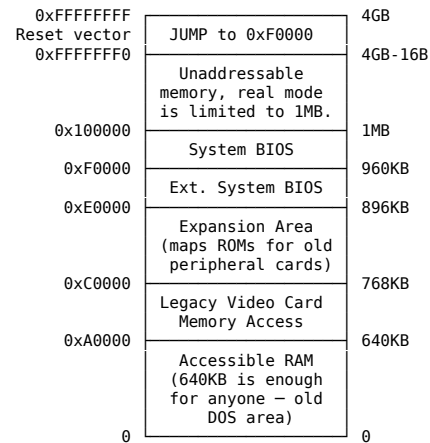 0xFFFFFFFF 4GB
Reset vector JUMP to 0xF0000
0xFFFFFFF0 4GB-16B
Unaddressable
memory, real mode
is limited to 1MB.
0x100000 1MB
System BIOS
0xF0000 960KB
Ext. System BIOS
0xE0000 896KB
Expansion Area
(maps ROMs for old
peripheral cards)
0xC0000 768KB
Legacy Video Card
Memory Access
0xA0000 640KB
Accessible RAM
(640KB is enough
for anyone – old
DOS area)
0 0